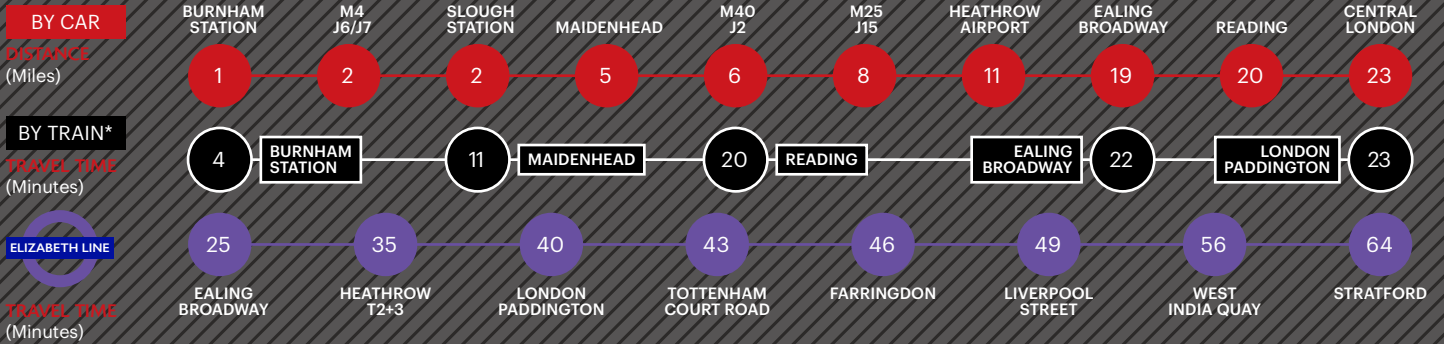 BY CAR
DISTANCE
(Miles)
BURNHAM
STATION
M4
J6/J7
SLOUGH
STATION
MAIDENHEAD
M40
J2
M25
J15
HEATHROW
AIRPORT
EALING
BROADWAY
READING
CENTRAL
LONDON
1
2
2
5
6
8
11
19
20
23
BY TRAIN*
TRAVEL TIME
(Minutes)
4
BURNHAM
STATION
11
MAIDENHEAD
20
READING
EALING
BROADWAY
22
LONDON
PADDINGTON
23
ELIZABETH LINE
TRAVEL TIME
(Minutes)
25
35
40
43
46
49
56
64
EALING
BROADWAY
HEATHROW
T2+3
LONDON
PADDINGTON
TOTTENHAM
COURT ROAD
FARRINGDON
LIVERPOOL
STREET
WEST
INDIA QUAY
STRATFORD